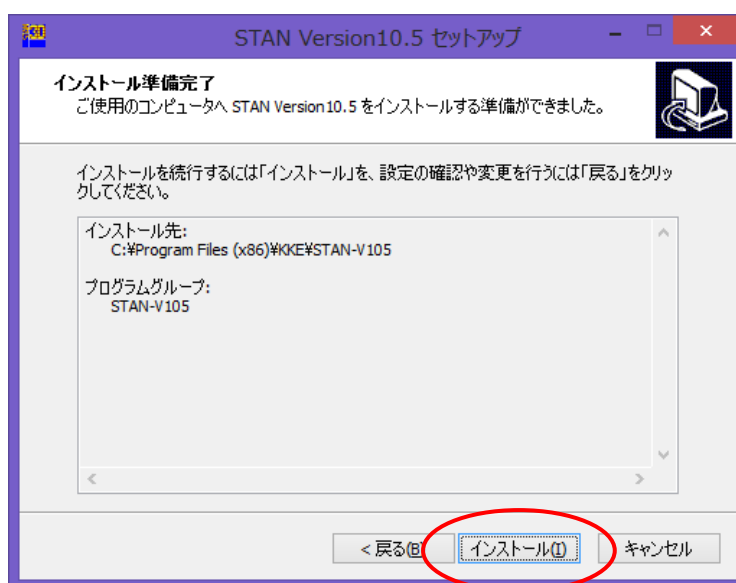 STAN Version10.5 セットアップ
インストール準備完了
ご使用のコンピュータへ STAN Version10.5 をインストールする準備ができました。
インストールを続行するには「インストール」を、設定の確認や変更を行うには「戻る」をクリッ
クしてください。
インストール先:
C:¥Program Files (x86)¥KKE¥STAN-V105
プログラムグループ:
STAN-V105
< 戻る(B) インストール(I) キャンセル